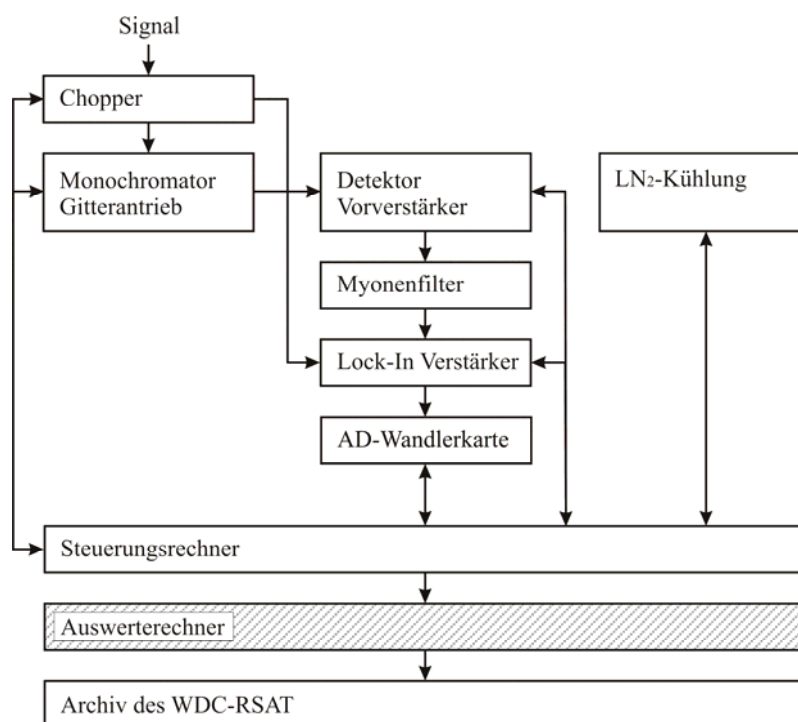 Signal
Chopper
Monochromator
Gitterantrieb
Detektor
Vorverstärker
LN₂-Kühlung
Myonenfilter
Lock-In Verstärker
AD-Wandlerkarte
Steuerungsrechner
Auswerterechner
Archiv des WDC-RSAT